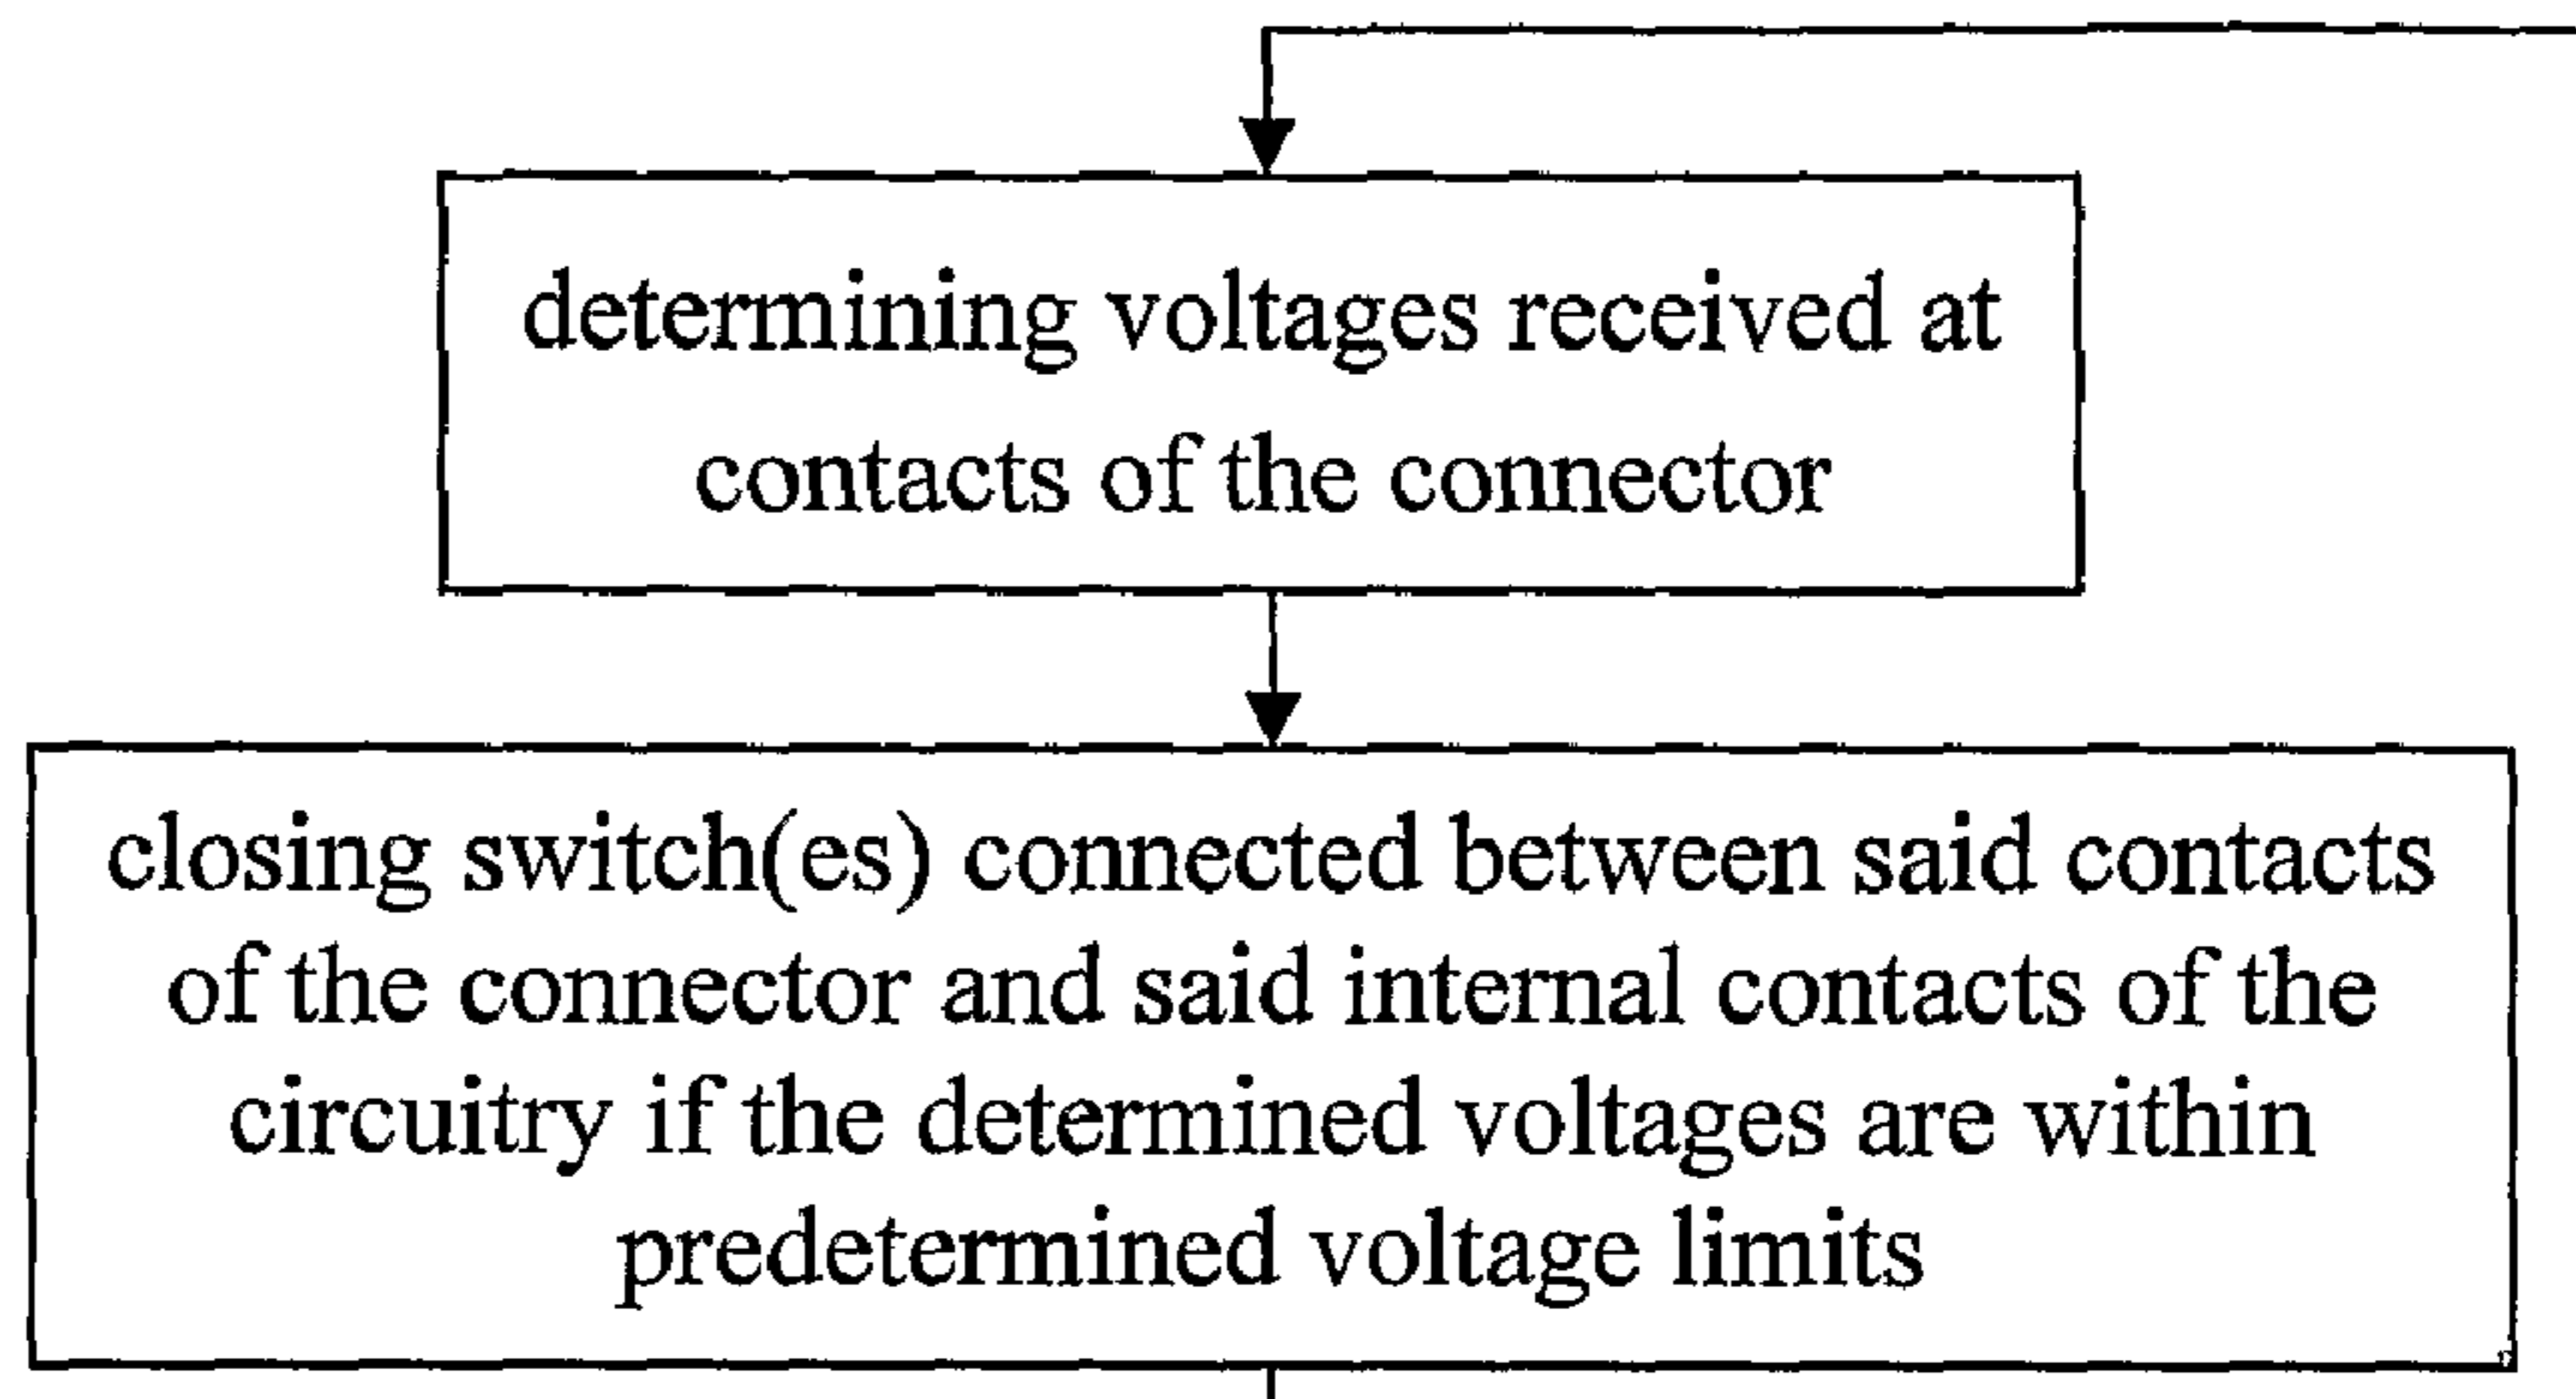 determining voltages received at
contacts of the connector
closing switch(es) connected between said contacts
of the connector and said internal contacts of the
circuitry if the determined voltages are within
predetermined voltage limits